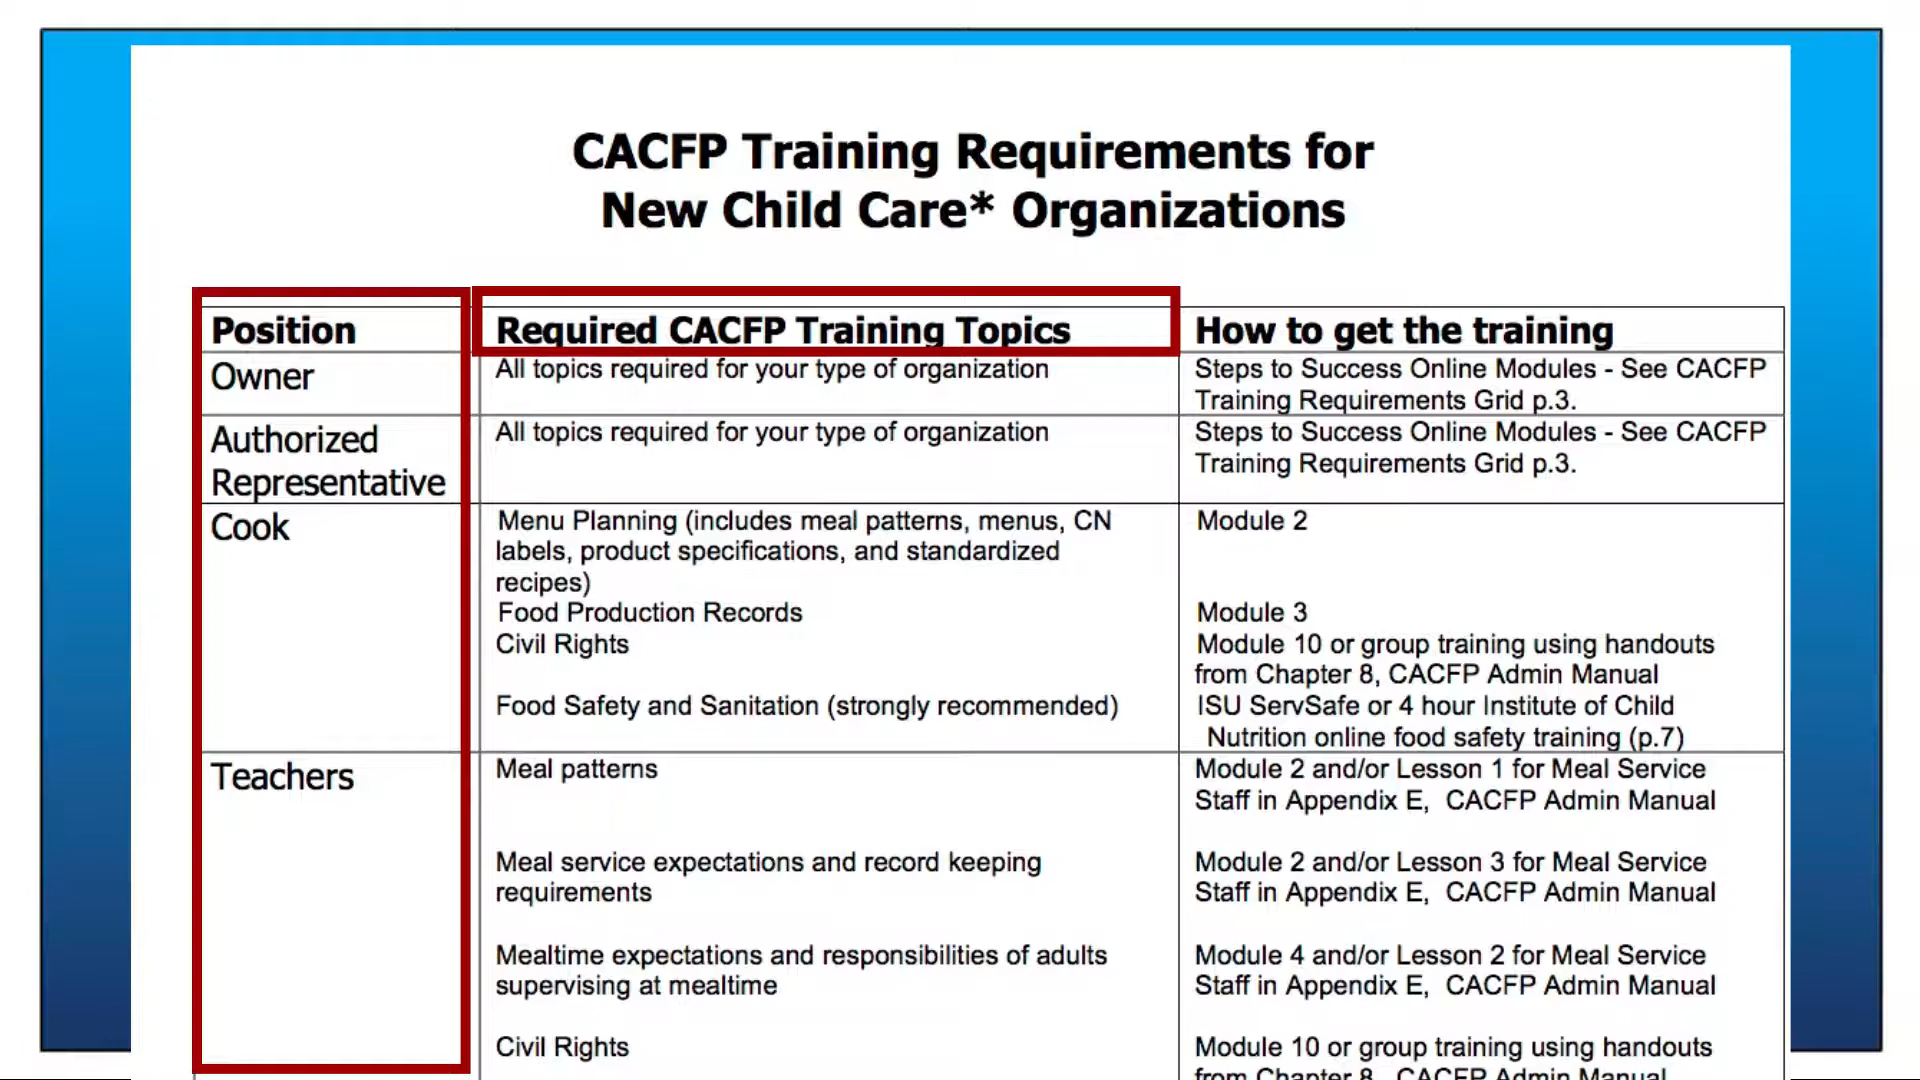 CACFP Training Requirements for
New Child Care* Organizations
Position
Required CACFP Training Topics
How to get the training
Owner
All topics required for your type of organization
Steps to Success Online Modules - See CACFP
Training Requirements Grid p.3.
Authorized
Representative
All topics required for your type of organization
Steps to Success Online Modules - See CACFP
Training Requirements Grid p.3.
Cook
Menu Planning (includes meal patterns, menus, CN
labels, product specifications, and standardized
recipes)
Module 2
Food Production Records
Module 3
Civil Rights
Module 10 or group training using handouts
from Chapter 8, CACFP Admin Manual
Food Safety and Sanitation (strongly recommended)
ISU ServSafe or 4 hour Institute of Child
Nutrition online food safety training (p.7)
Teachers
Meal patterns
Module 2 and/or Lesson 1 for Meal Service
Staff in Appendix E, CACFP Admin Manual
Meal service expectations and record keeping
requirements
Module 2 and/or Lesson 3 for Meal Service
Staff in Appendix E, CACFP Admin Manual
Mealtime expectations and responsibilities of adults
supervising at mealtime
Module 4 and/or Lesson 2 for Meal Service
Staff in Appendix E, CACFP Admin Manual
Civil Rights
Module 10 or group training using handouts
from Chapter 8, CACFP Admin Manual